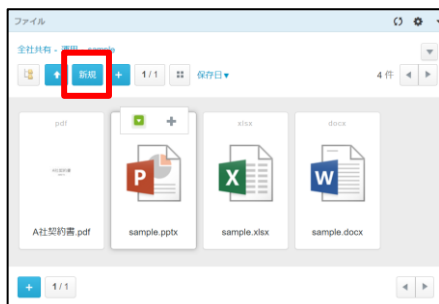 ファイル
全社共有 - 運用 - sample
新規 + 1/1 保存日▾ 4 件
pdf xlsx docx
A社契約書.pdf sample.pptx sample.xlsx sample.docx
P X W
+ 1/1